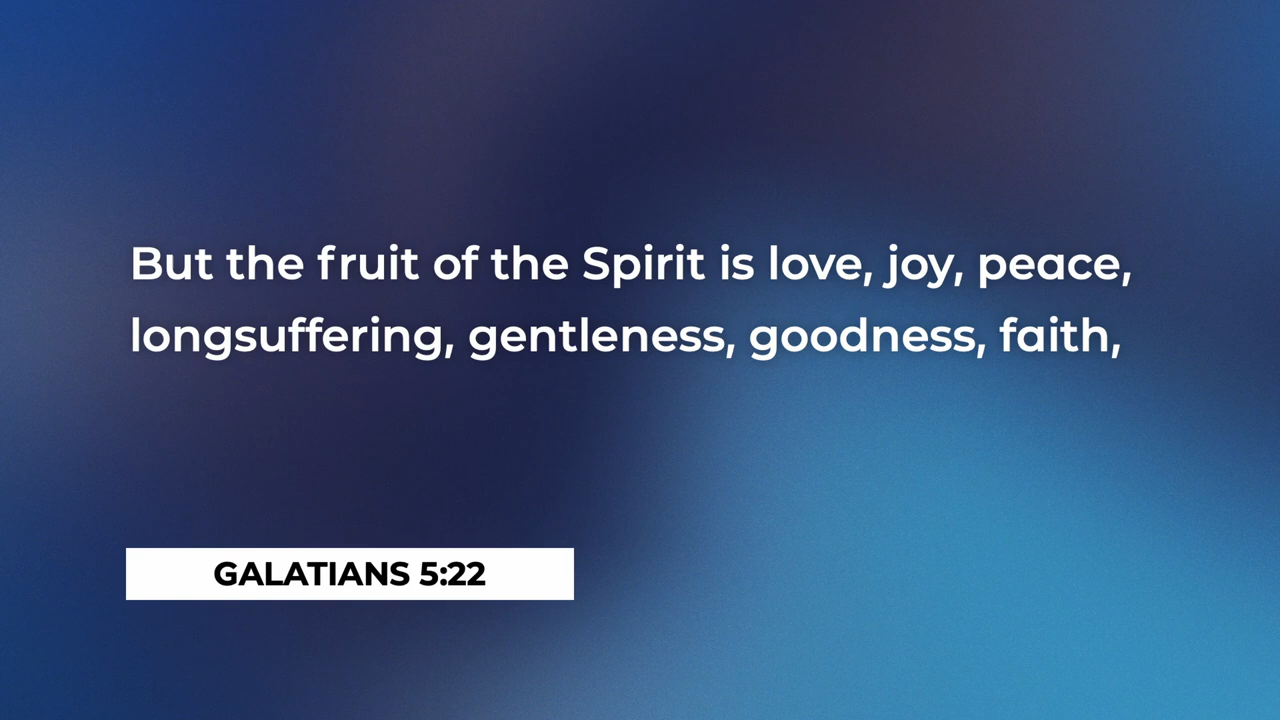 But the fruit of the Spirit is love, joy, peace,
longsuffering, gentleness, goodness, faith,
GALATIANS 5:22